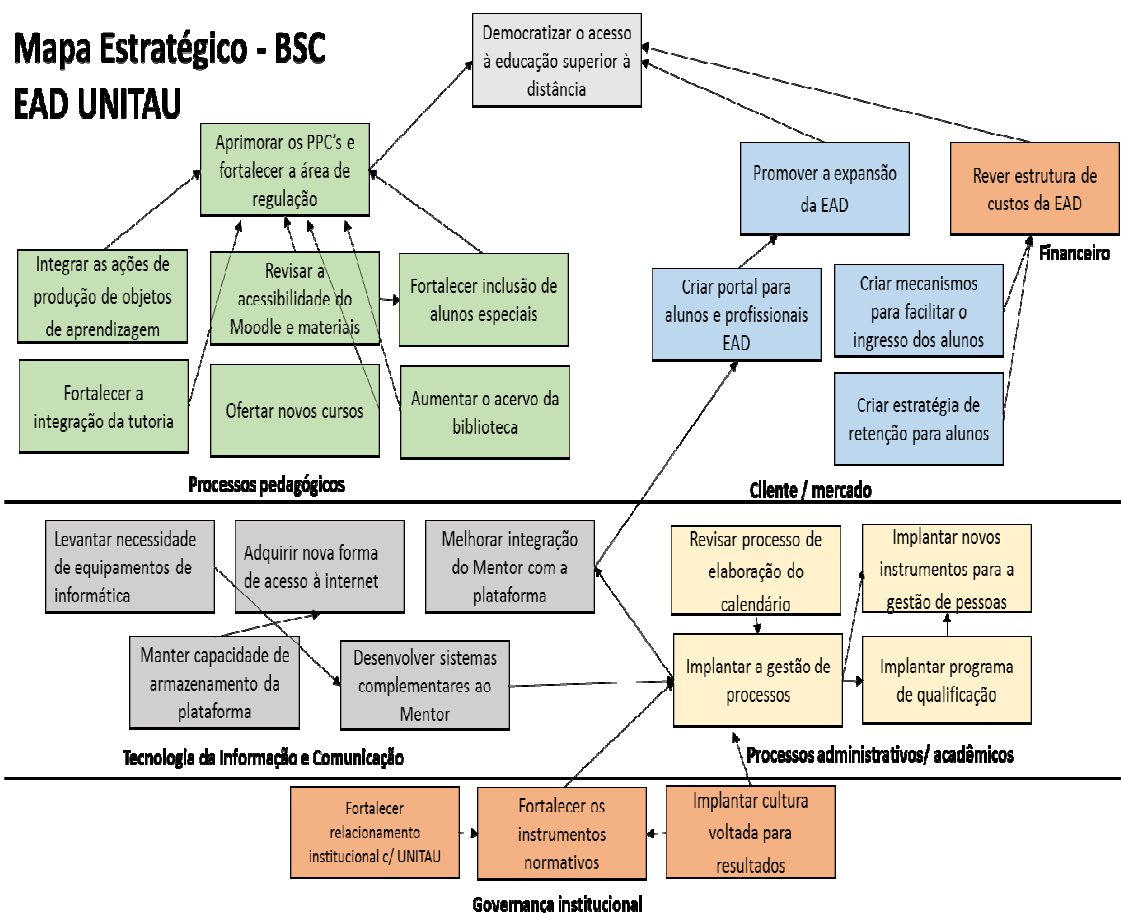 Mapa Estratégico - BSC
EAD UNITAU
Democratizar o acesso
à educação superior à
distância
Aprimorar os PPC's e
fortalecer a área de
regulação
Promover a expansão
da EAD
Rever estrutura de
custos da EAD
Financeiro
Integrar as ações de
produção de objetos
de aprendizagem
Revisar a
acessibilidade do
Moodle e materiais
Fortalecer inclusão de
alunos especiais
Criar portal para
alunos e profissionais
EAD
Criar mecanismos
para facilitar o
ingresso dos alunos
Fortalecer a
integração da tutoria
Ofertar novos cursos
Aumentar o acervo da
biblioteca
Criar estratégia de
retenção para alunos
Processos pedagógicos
Cliente / mercado
Levantar necessidade
de equipamentos de
informática
Adquirir nova forma
de acesso à internet
Melhorar integração
do Mentor com a
plataforma
Revisar processo de
elaboração do
calendário
Implantar novos
instrumentos para a
gestão de pessoas
Manter capacidade de
armazenamento da
plataforma
Desenvolver sistemas
complementares ao
Mentor
Implantar a gestão de
processos
Implantar programa
de qualificação
Tecnologia da Informação e Comunicação
Processos administrativos/ acadêmicos
Fortalecer
relacionamento
institucional c/ UNITAU
Fortalecer os
instrumentos
normativos
Implantar cultura
voltada para
resultados
Governança institucional